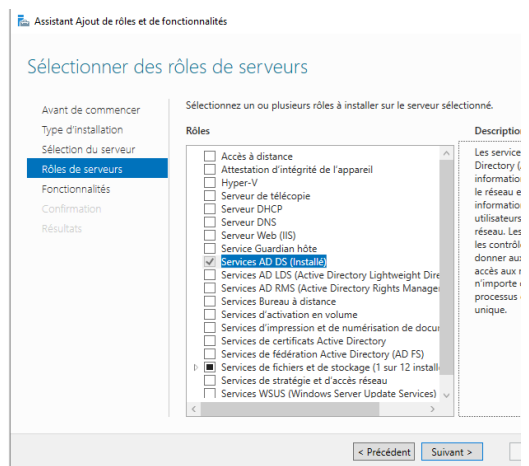 Assistant Ajout de rôles et de fonctionnalités
Sélectionner des rôles de serveurs
Avant de commencer
Type d'installation
Sélection du serveur
Rôles de serveurs
Fonctionnalités
Confirmation
Résultats
Sélectionnez un ou plusieurs rôles à installer sur le serveur sélectionné.
Rôles
Accès à distance
Attestation d'intégrité de l'appareil
Hyper-V
Serveur de télécopie
Serveur DHCP
Serveur DNS
Serveur Web (IIS)
Service Guardian hôte
Services AD DS (Installé)
Services AD LDS (Active Directory Lightweight Dire
Services AD RMS (Active Directory Rights Manage
Services Bureau à distance
Services d'activation en volume
Services d'impression et de numérisation de docu
Services de certificats Active Directory
Services de fédération Active Directory (AD FS)
Services de fichiers et de stockage (1 sur 12 install
Services de stratégie et d'accès réseau
Services WSUS (Windows Server Update Services)
Description
Les service
Directory (
information
le réseau e
information
utilisateurs
réseau. Les
les contrôl
donner aux
accès aux r
n'importe
processus
unique.
< Précédent
Suivant >